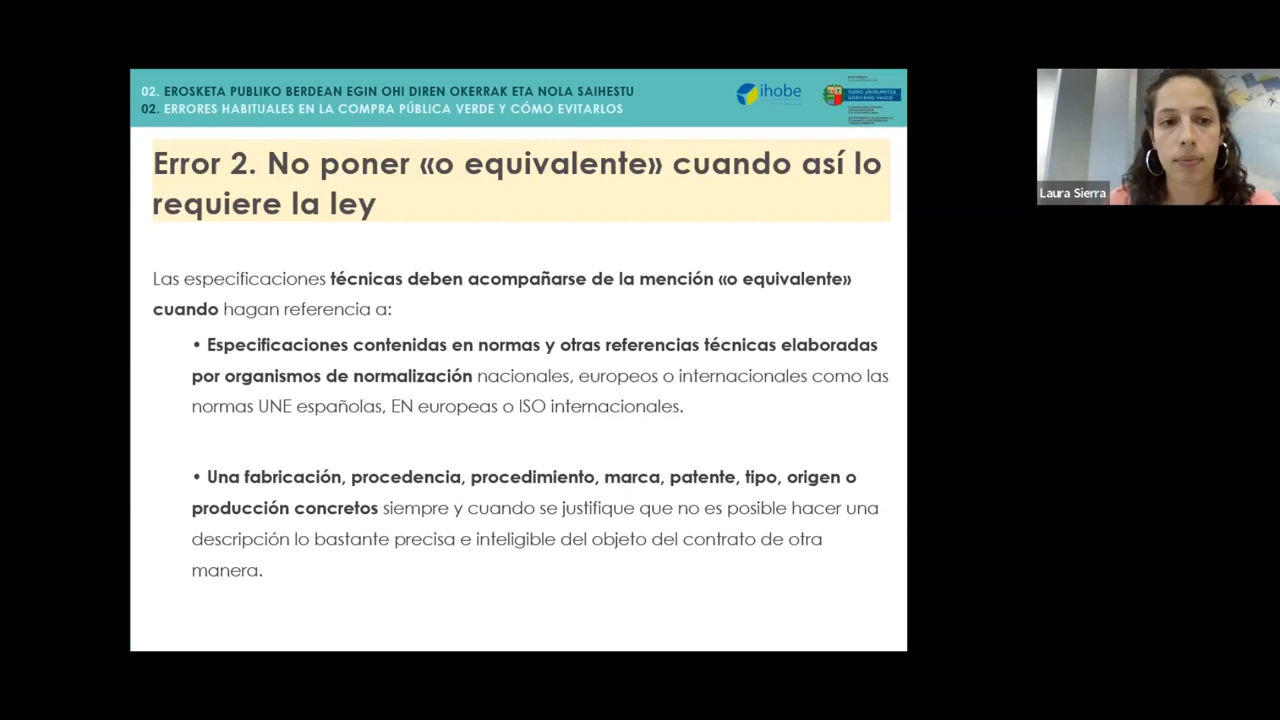 02. EROSKETA PUBLIKO BERDEAN EGIN OHI DIREN OKERRAK ETA NOLA SAIHESTU
02. ERRORES HABITUALES EN LA COMPRA PÚBLICA VERDE Y CÓMO EVITARLOS
ihobe
EUSKO JAURLARITZA
GOBIERNO VASCO
Error 2. No poner «o equivalente» cuando así lo
requiere la ley
Laura Sierra
Las especificaciones técnicas deben acompañarse de la mención «o equivalente»
cuando hagan referencia a:
• Especificaciones contenidas en normas y otras referencias técnicas elaboradas
por organismos de normalización nacionales, europeos o internacionales como las
normas UNE españolas, EN europeas o ISO internacionales.
• Una fabricación, procedencia, procedimiento, marca, patente, tipo, origen o
producción concretos siempre y cuando se justifique que no es posible hacer una
descripción lo bastante precisa e inteligible del objeto del contrato de otra
manera.